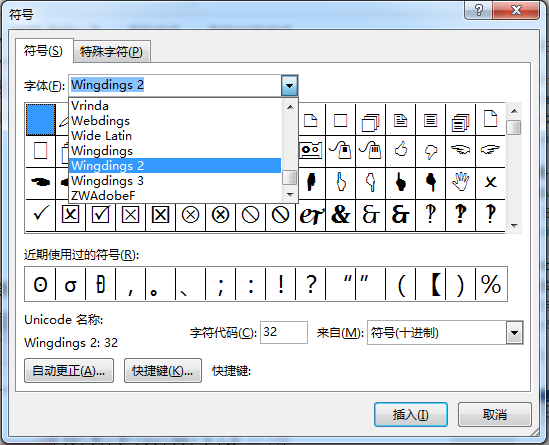 符号
符号(S) 特殊字符(P)
字体(F): Wingdings 2
Vrinda
Webdings
Wide Latin
Wingdings
Wingdings 2
Wingdings 3
ZWAdobeF
& & & & ‽ ‽ ‽
近期使用过的符号(R):
ʘ σ , 。 、 ; : ! ? “ ” ( 【 ) %
Unicode 名称:
Wingdings 2: 32
字符代码(C): 32 来自(M): 符号(十进制)
自动更正(A)... 快捷键(K)... 快捷键:
插入(I) 取消